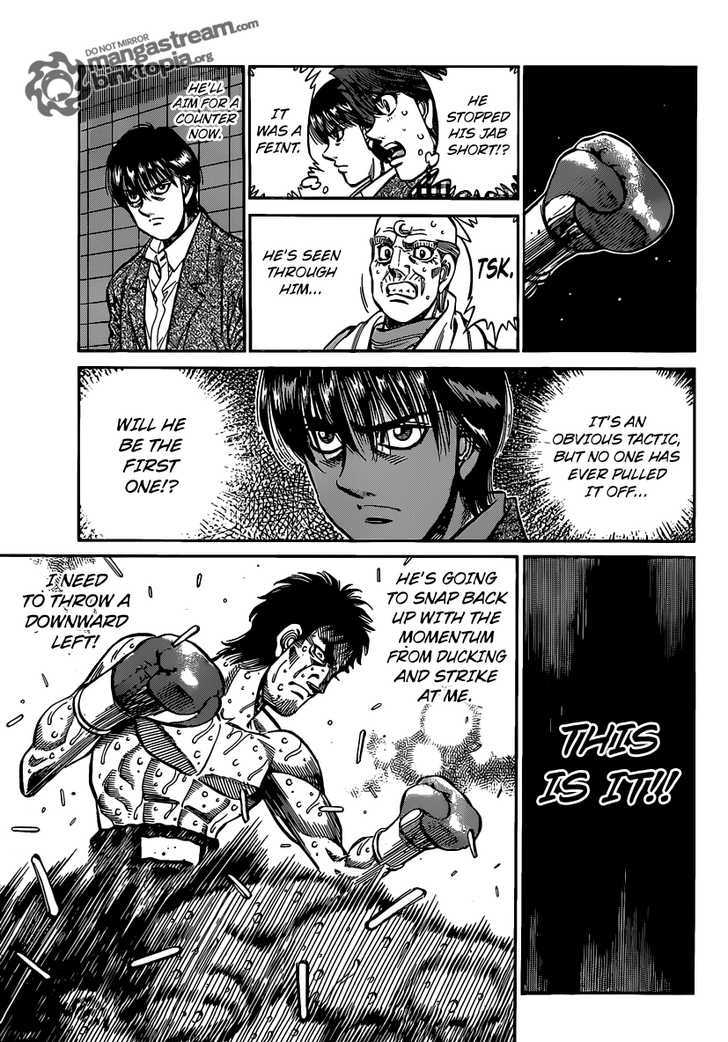 DO NOT MIRROR
mangastream.com
binktopia.org
HE
STOPPED
HIS JAB
SHORT!?
IT
WAS A
FEINT.
TSK.
HE'S SEEN
THROUGH
HIM...
HE'LL
AIM FOR A
COUNTER
NOW.
IT'S AN
OBVIOUS TACTIC,
BUT NO ONE HAS
EVER PULLED
IT OFF...
WILL HE
BE THE
FIRST
ONE!?
THIS
IS IT!!
HE'S GOING
TO SNAP BACK
UP WITH THE
MOMENTUM
FROM DUCKING
AND STRIKE
AT ME.
I NEED
TO THROW A
DOWNWARD
LEFT!